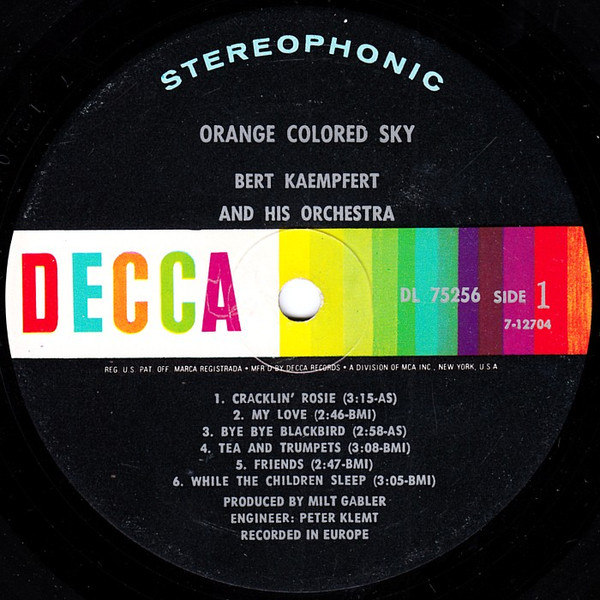 STEREOPHONIC
ORANGE COLORED SKY
BERT KAEMPFERT
AND HIS ORCHESTRA
DECCA
DL 75256 SIDE 1
7-12704
REG. U.S. PAT. OFF. MARCA REGISTRADA • MFR'D BY DECCA RECORDS • A DIVISION OF MCA INC., NEW YORK, U.S.A
1. CRACKLIN' ROSIE (3:15-AS)
2. MY LOVE (2:46-BMI)
3. BYE BYE BLACKBIRD (2:58-AS)
4. TEA AND TRUMPETS (3:08-BMI)
5. FRIENDS (2:47-BMI)
6. WHILE THE CHILDREN SLEEP (3:05-BMI)
PRODUCED BY MILT GABLER
ENGINEER: PETER KLEMT
RECORDED IN EUROPE